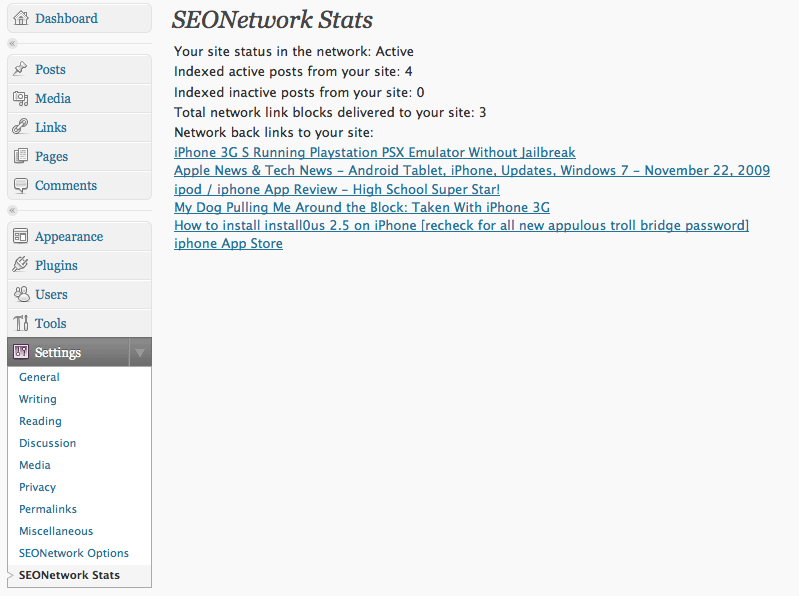 Dashboard
Posts
Media
Links
Pages
Comments
Appearance
Plugins
Users
Tools
Settings
General
Writing
Reading
Discussion
Media
Privacy
Permalinks
Miscellaneous
SEONetwork Options
SEONetwork Stats
SEONetwork Stats
Your site status in the network: Active
Indexed active posts from your site: 4
Indexed inactive posts from your site: 0
Total network link blocks delivered to your site: 3
Network back links to your site:
iPhone 3G S Running Playstation PSX Emulator Without Jailbreak
Apple News & Tech News – Android Tablet, iPhone, Updates, Windows 7 – November 22, 2009
ipod / iphone App Review – High School Super Star!
My Dog Pulling Me Around the Block: Taken With iPhone 3G
How to install install0us 2.5 on iPhone [recheck for all new appulous troll bridge password]
iphone App Store